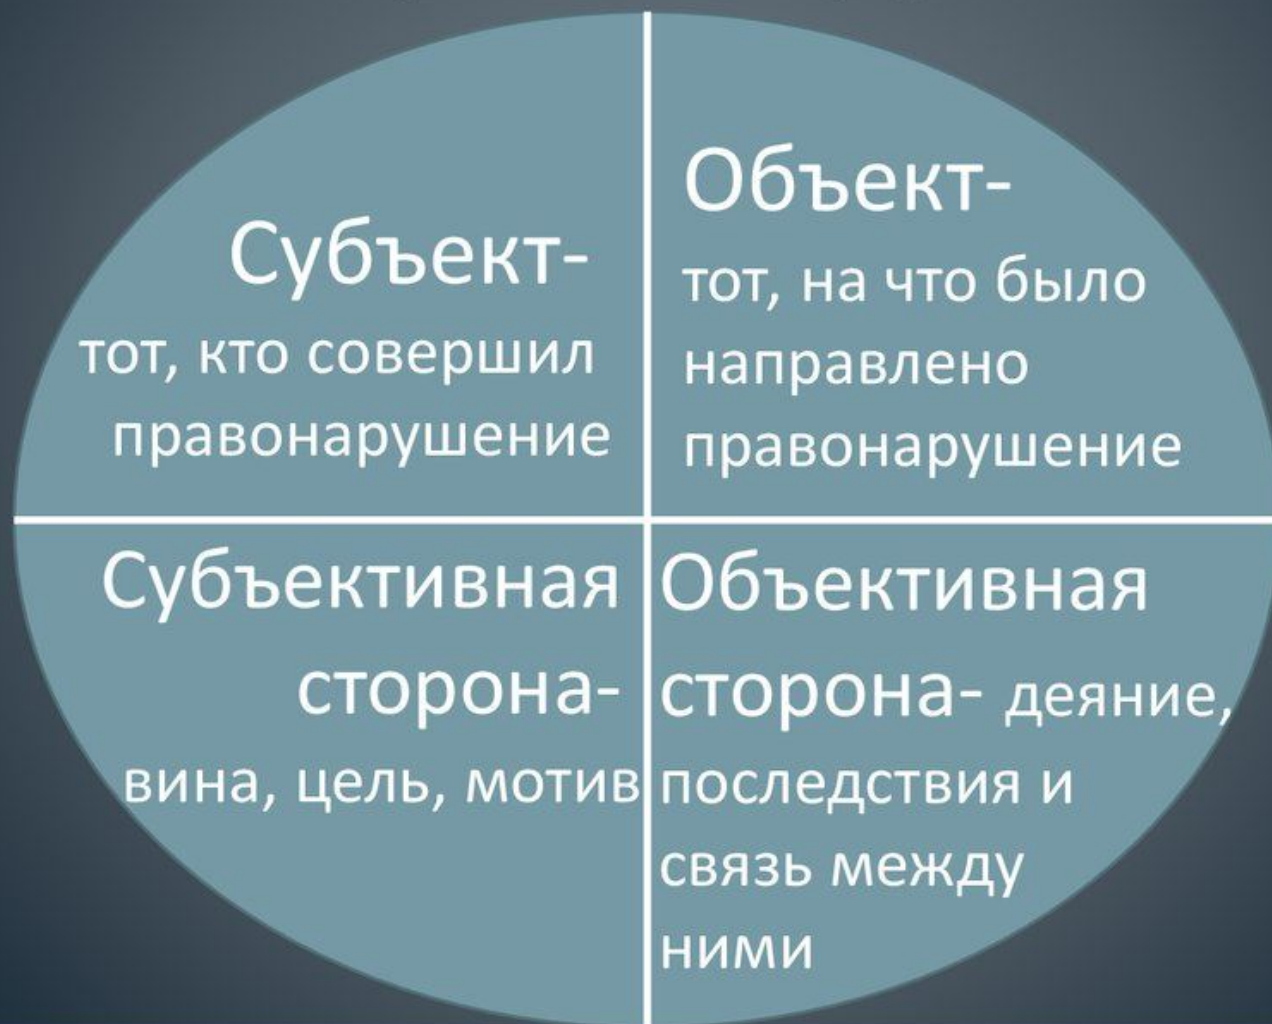 Субъект-
тот, кто совершил
правонарушение
Объект-
тот, на что было
направлено
правонарушение
Субъективная
сторона-
вина, цель, мотив
Объективная
сторона- деяние,
последствия и
связь между
ними